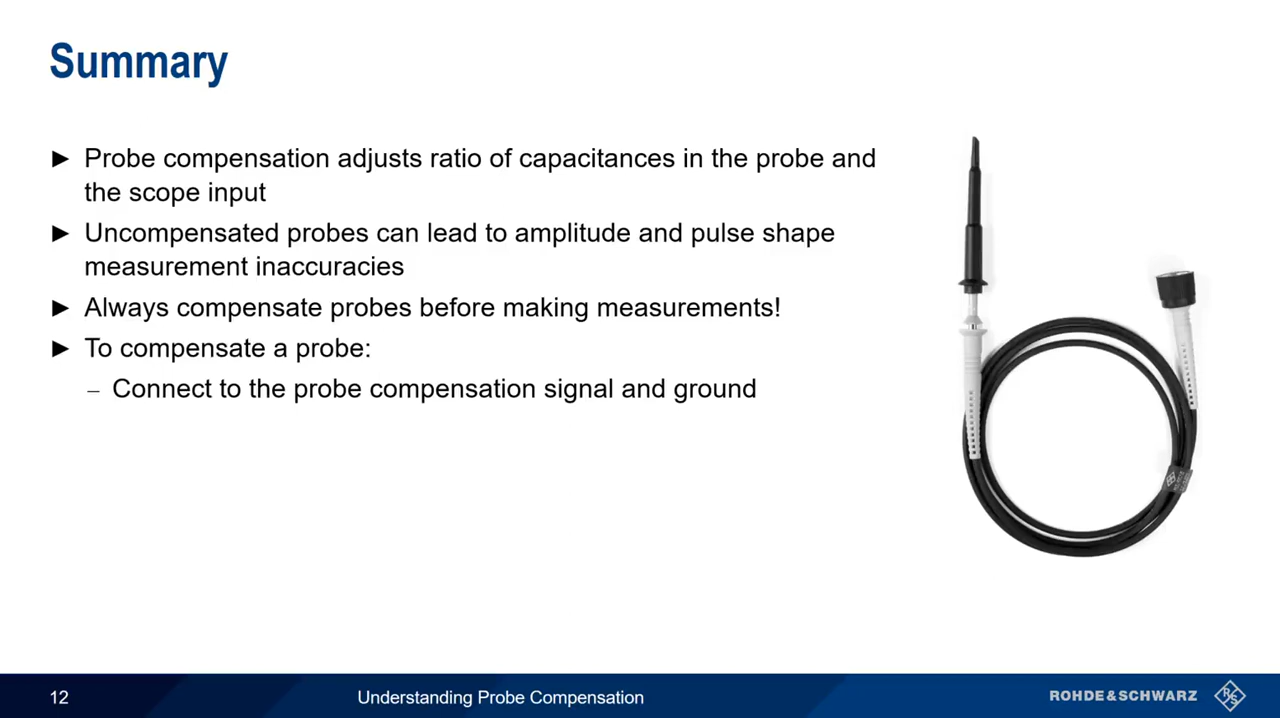 Summary
► Probe compensation adjusts ratio of capacitances in the probe and
the scope input
► Uncompensated probes can lead to amplitude and pulse shape
measurement inaccuracies
► Always compensate probes before making measurements!
► To compensate a probe:
– Connect to the probe compensation signal and ground
12
Understanding Probe Compensation
ROHDE & SCHWARZ
R S